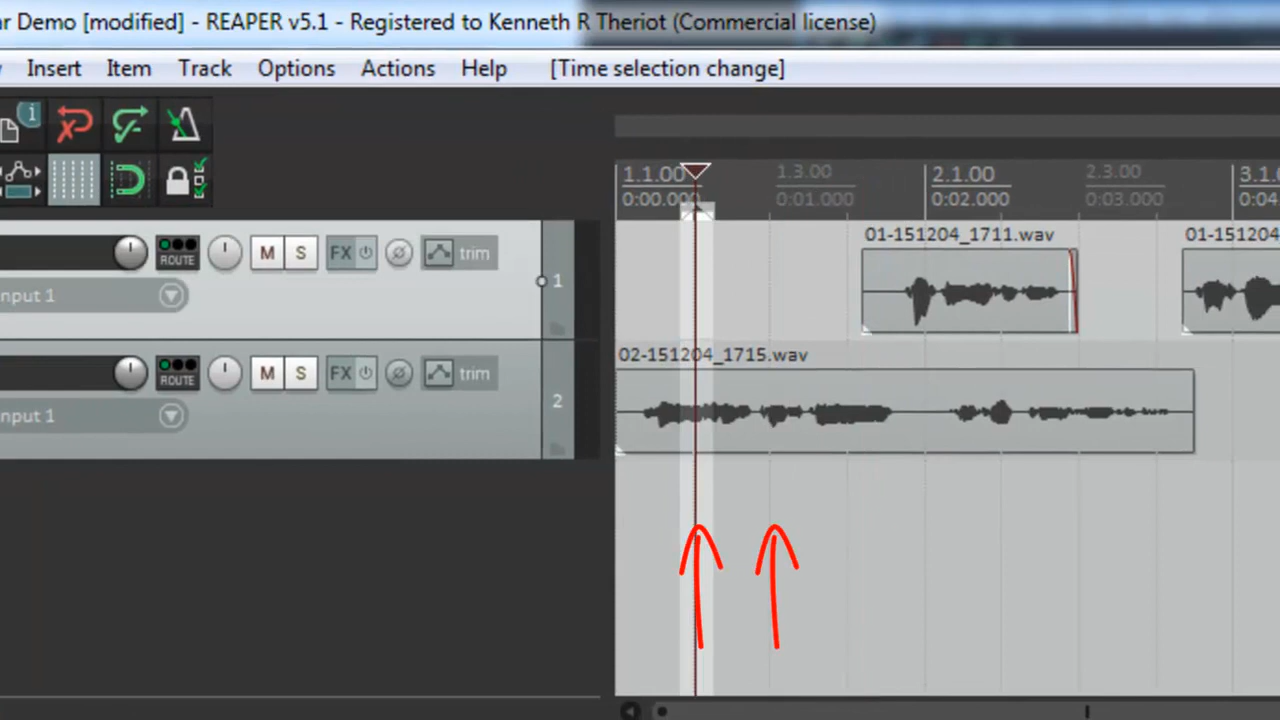 ar Demo [modified] - REAPER v5.1 - Registered to Kenneth R Theriot (Commercial license)
Insert Item Track Options Actions Help [Time selection change]
1.1.00 1.3.00 2.1.00 2.3.00 3.1.0
0:00.000 0:01.000 0:02.000 0:03.000 0:04
01-151204_1711.wav 01-151204
ROUTE M S FX trim 1
nput 1
02-151204_1715.wav
ROUTE M S FX trim 2
nput 1